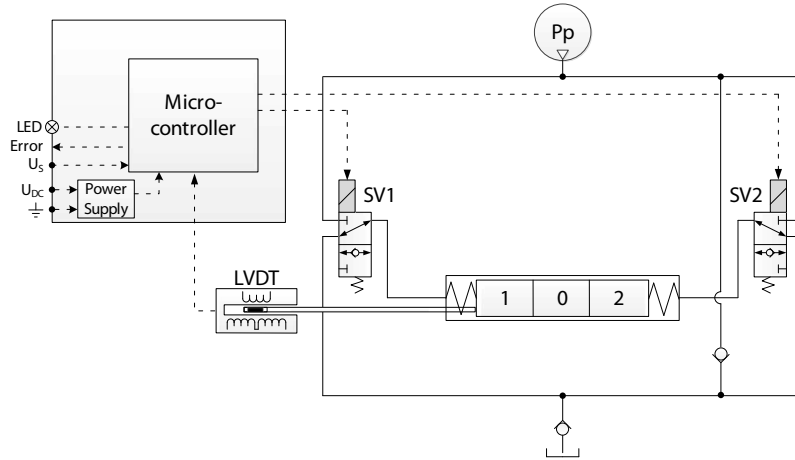 Pp
Micro-
controller
LED
Error
US
UDC
Power
Supply
SV1
SV2
LVDT
1 0 2